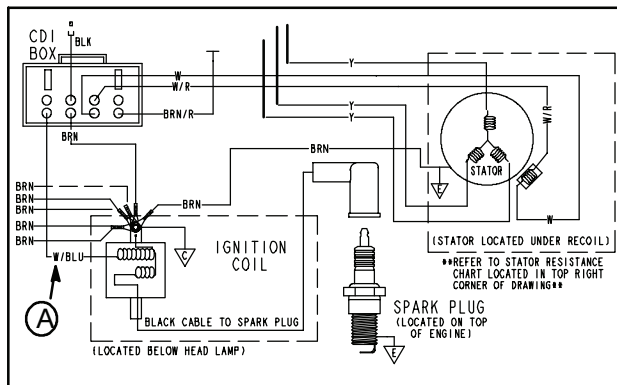 CDI
BOX
BLK
W
W/R
BRN/R
BRN
Y
Y
Y
BRN
W/R
STATOR
E
W
(STATOR LOCATED UNDER RECOIL)
**REFER TO STATOR RESISTANCE
CHART LOCATED IN TOP RIGHT
CORNER OF DRAWING**
BRN
BRN
BRN
BRN
BRN
BRN
W/BLU
A
C
IGNITION
COIL
BLACK CABLE TO SPARK PLUG
(LOCATED BELOW HEAD LAMP)
SPARK PLUG
(LOCATED ON TOP
OF ENGINE)
E